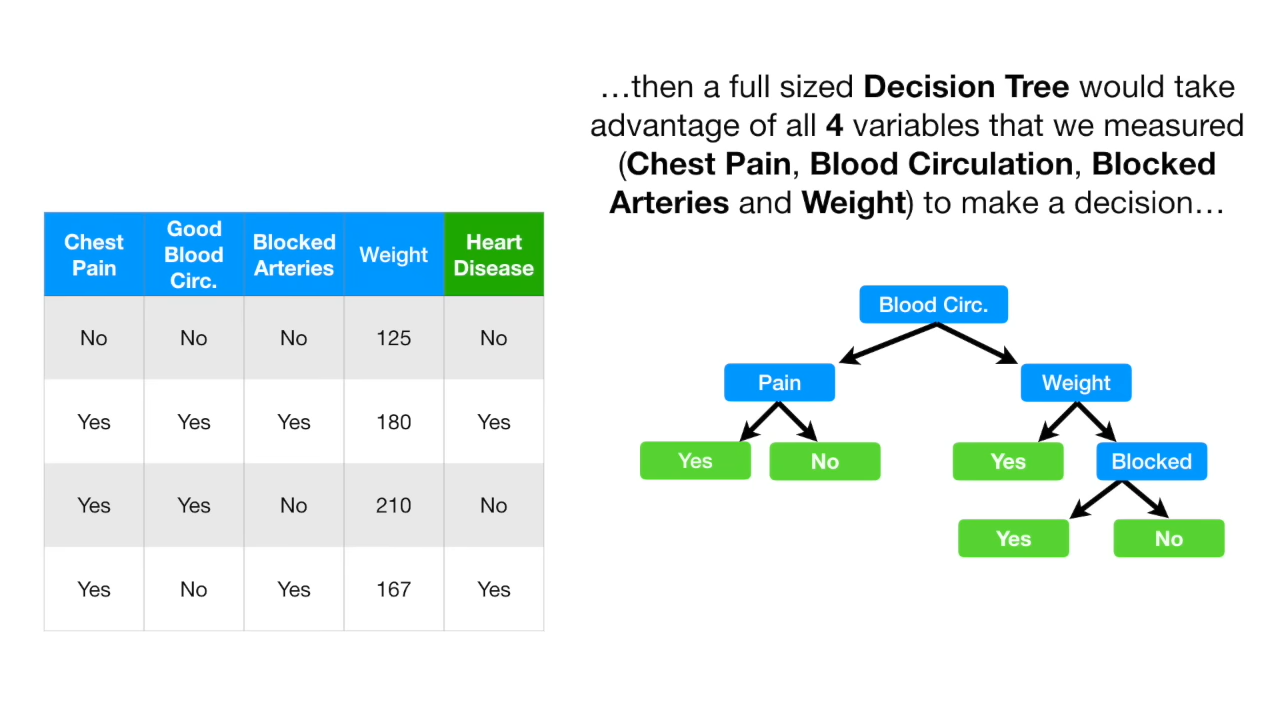 …then a full sized Decision Tree would take
advantage of all 4 variables that we measured
(Chest Pain, Blood Circulation, Blocked
Arteries and Weight) to make a decision…
Chest Pain Good Blood Circ. Blocked Arteries Weight Heart Disease
No No No 125 No
Yes Yes Yes 180 Yes
Yes Yes No 210 No
Yes No Yes 167 Yes
Blood Circ.
Pain Weight
Yes No Yes Blocked
Yes No